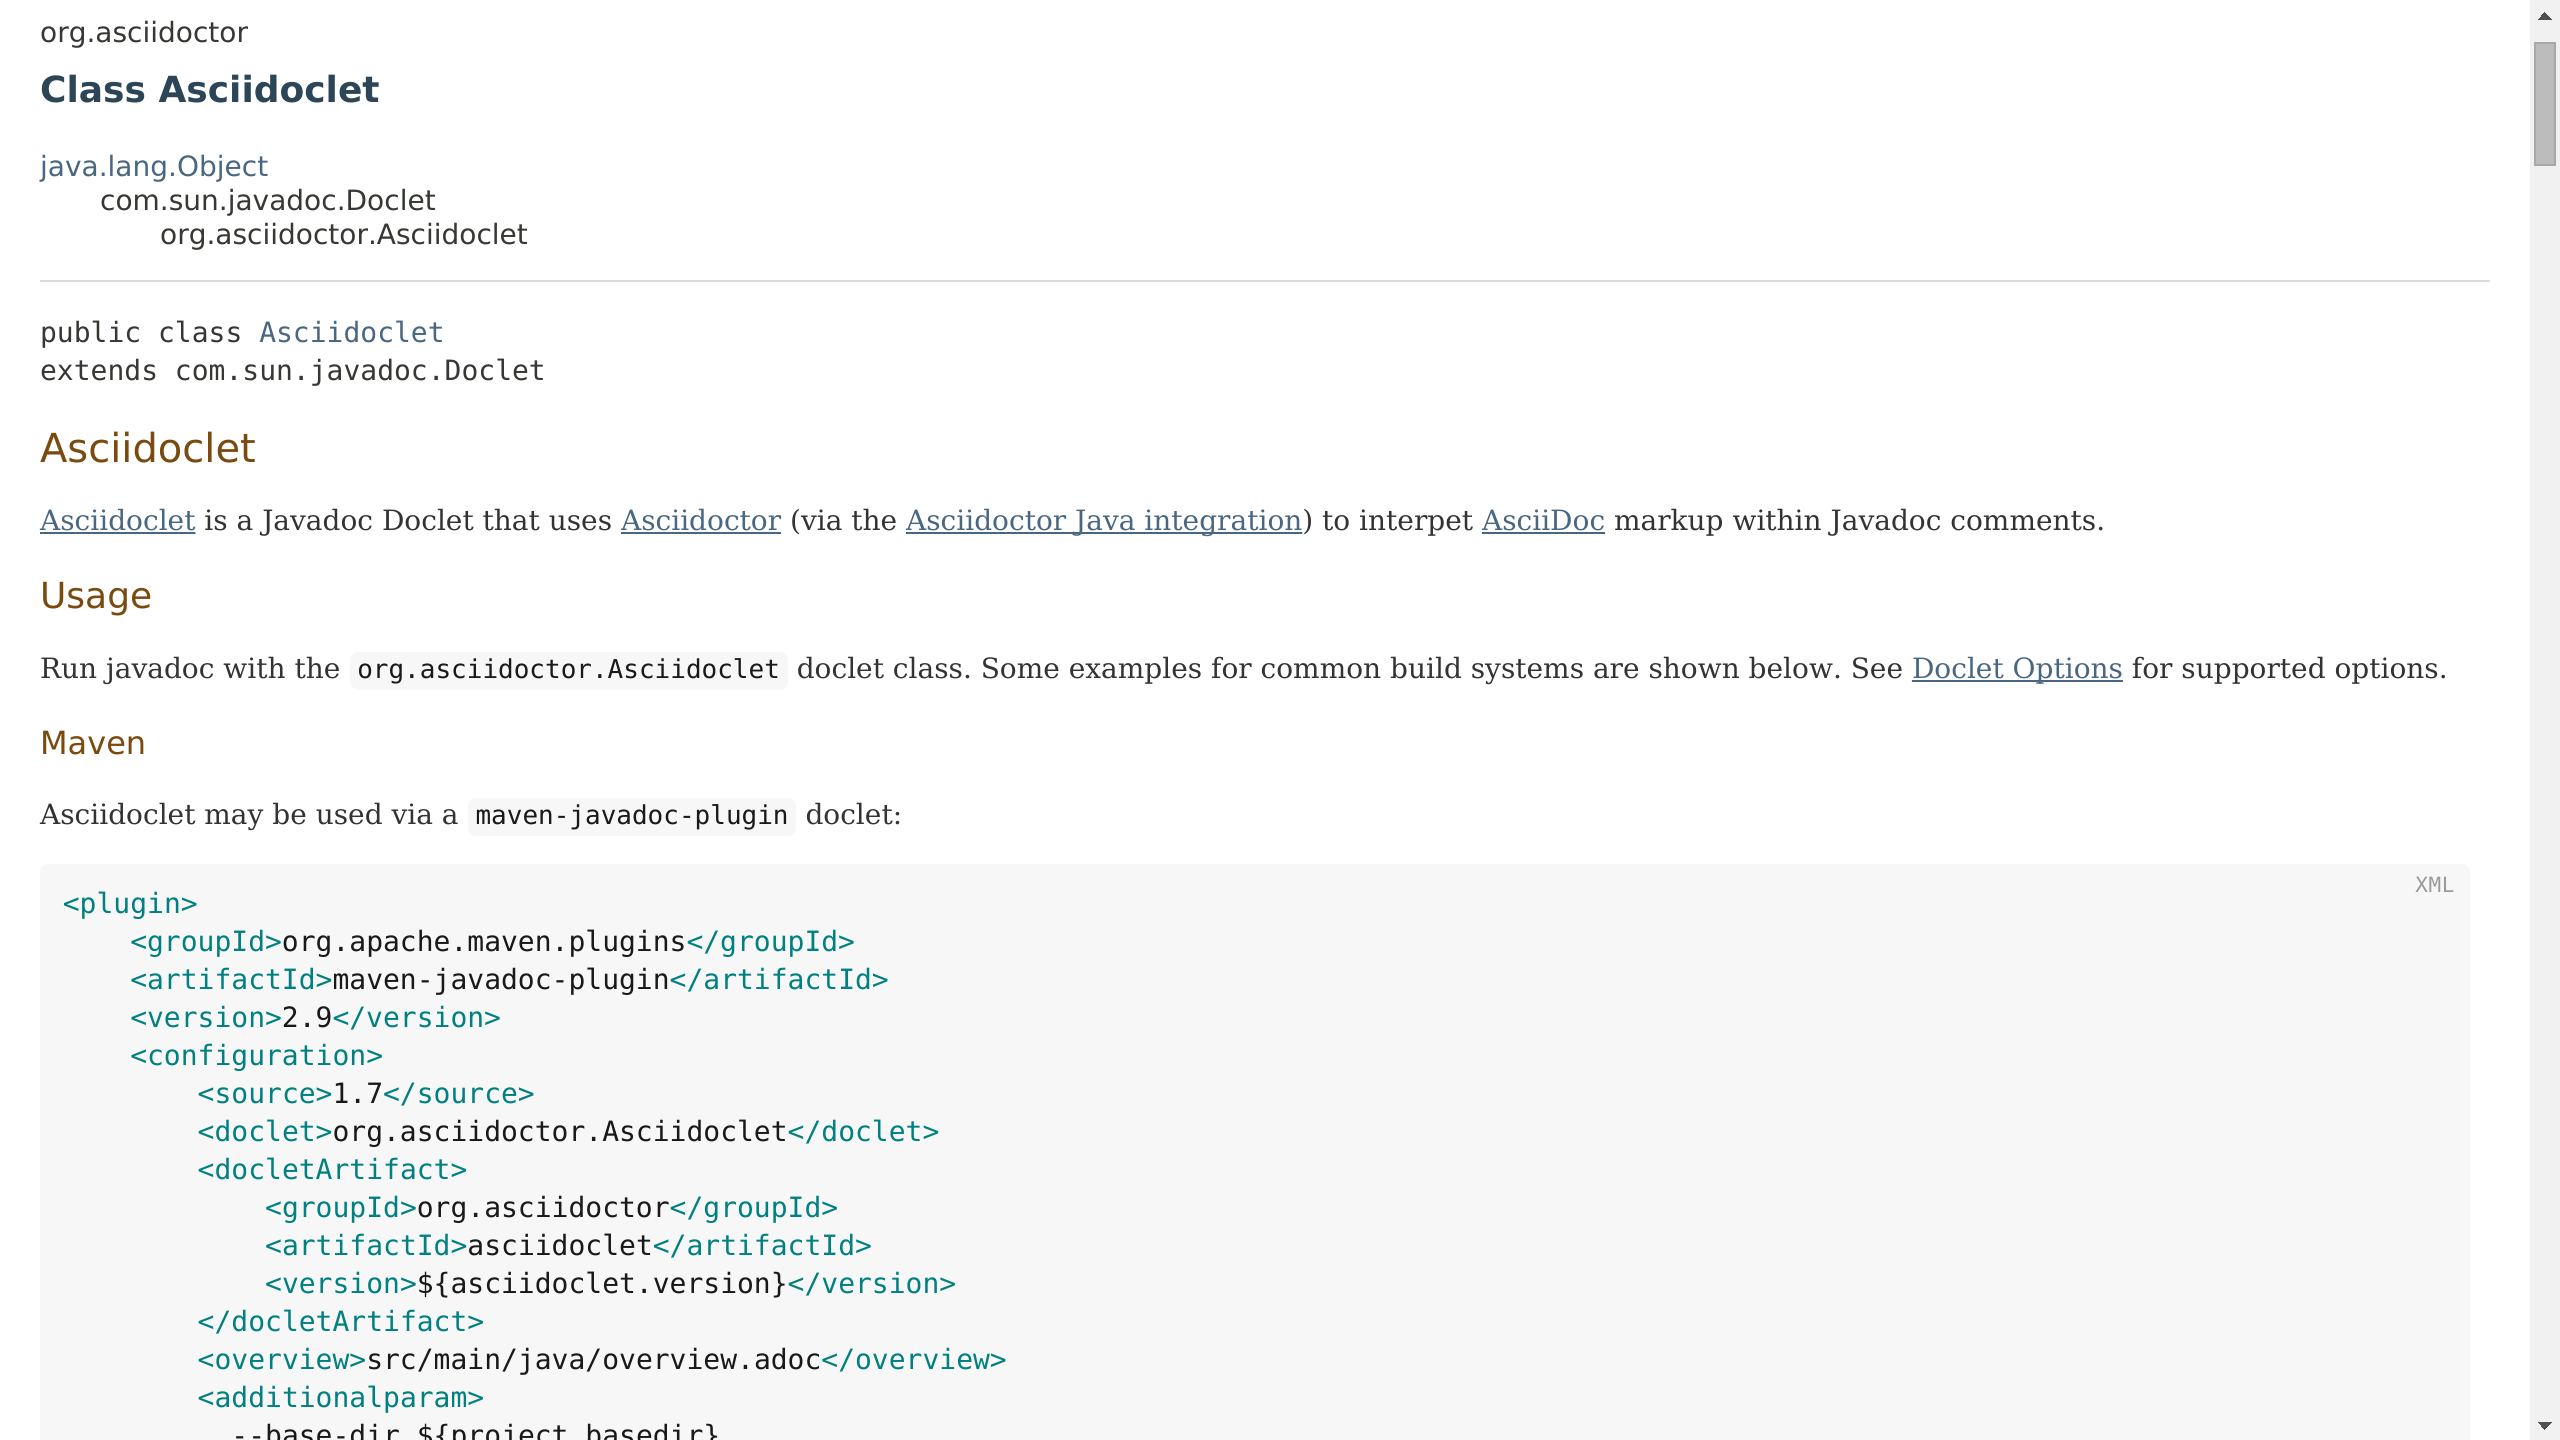 org.asciidoctor
Class Asciidoclet
java.lang.Object
com.sun.javadoc.Doclet
org.asciidoctor.Asciidoclet
public class Asciidoclet
extends com.sun.javadoc.Doclet
Asciidoclet
Asciidoclet is a Javadoc Doclet that uses Asciidoctor (via the Asciidoctor Java integration) to interpet AsciiDoc markup within Javadoc comments.
Usage
Run javadoc with the org.asciidoctor.Asciidoclet doclet class. Some examples for common build systems are shown below. See Doclet Options for supported options.
Maven
Asciidoclet may be used via a maven-javadoc-plugin doclet:
XML
<plugin>
    <groupId>org.apache.maven.plugins</groupId>
    <artifactId>maven-javadoc-plugin</artifactId>
    <version>2.9</version>
    <configuration>
        <source>1.7</source>
        <doclet>org.asciidoctor.Asciidoclet</doclet>
        <docletArtifact>
            <groupId>org.asciidoctor</groupId>
            <artifactId>asciidoclet</artifactId>
            <version>${asciidoclet.version}</version>
        </docletArtifact>
        <overview>src/main/java/overview.adoc</overview>
        <additionalparam>
          --base-dir ${project.basedir}